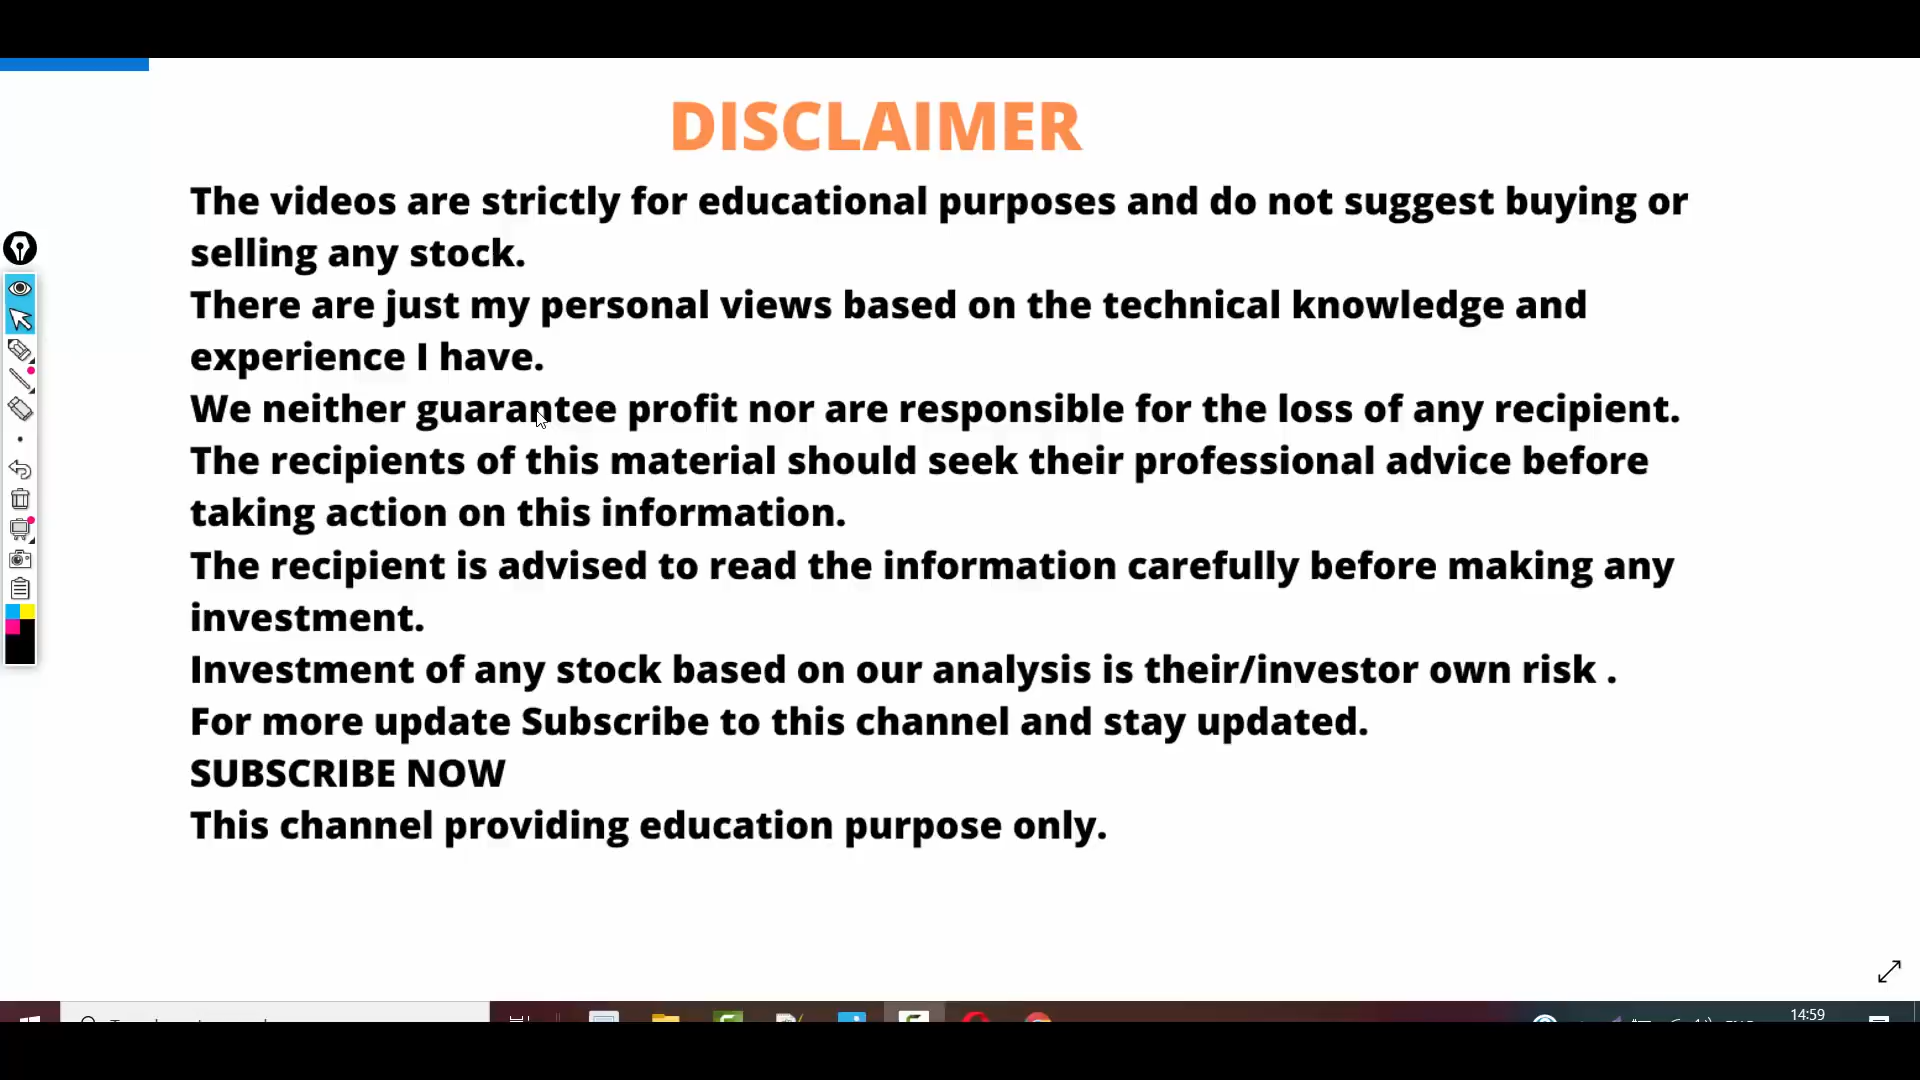 DISCLAIMER
The videos are strictly for educational purposes and do not suggest buying or
selling any stock.
There are just my personal views based on the technical knowledge and
experience I have.
We neither guarantee profit nor are responsible for the loss of any recipient.
The recipients of this material should seek their professional advice before
taking action on this information.
The recipient is advised to read the information carefully before making any
investment.
Investment of any stock based on our analysis is their/investor own risk .
For more update Subscribe to this channel and stay updated.
SUBSCRIBE NOW
This channel providing education purpose only.
14:59